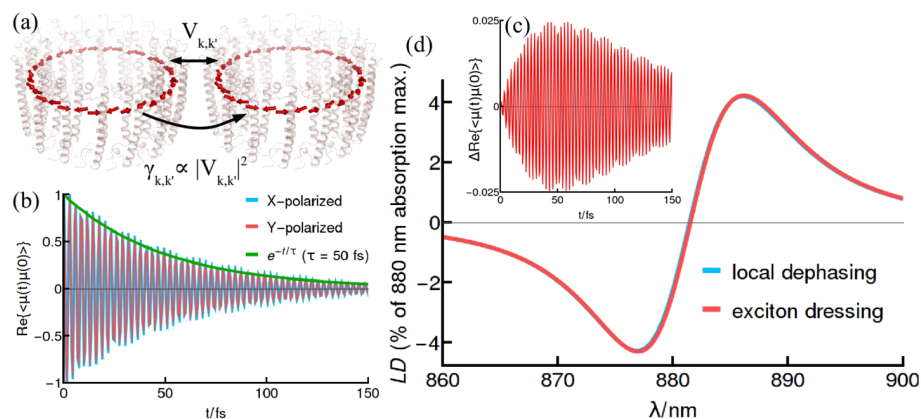 (a)
V_{k,k'}
γ_{k,k'} ∝ |V_{k,k'}|^2
(b)
Re{<μ(t)μ(0)>}
1
0.5
0
-0.5
-1
X-polarized
Y-polarized
e^{-t/τ} (τ = 50 fs)
0
50
100
150
t/fs
(c)
ΔRe{<μ(t)μ(0)>}
0.025
0
-0.025
0
50
100
150
t/fs
(d)
LD (% of 880 nm absorption max.)
4
2
0
-2
-4
local dephasing
exciton dressing
860
870
880
890
900
λ/nm